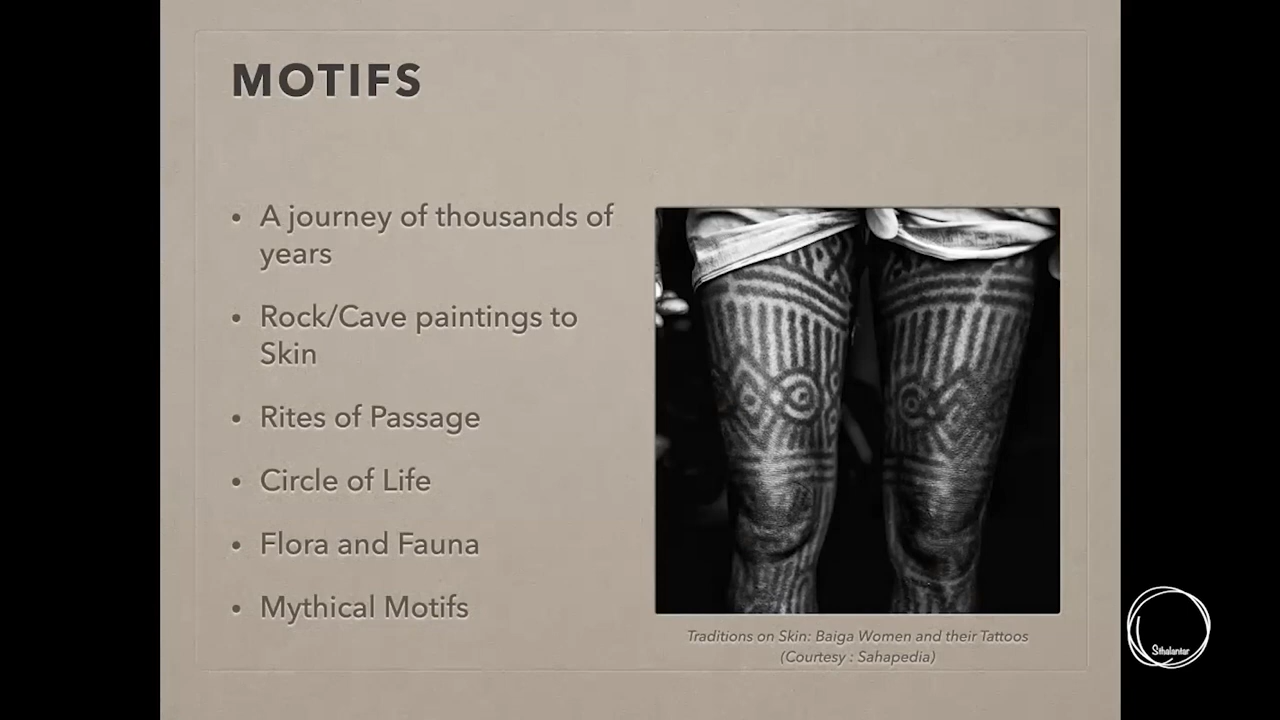 MOTIFS
• A journey of thousands of
years
• Rock/Cave paintings to
Skin
• Rites of Passage
• Circle of Life
• Flora and Fauna
• Mythical Motifs
Traditions on Skin: Baiga Women and their Tattoos
(Courtesy : Sahapedia)
Sthalantar